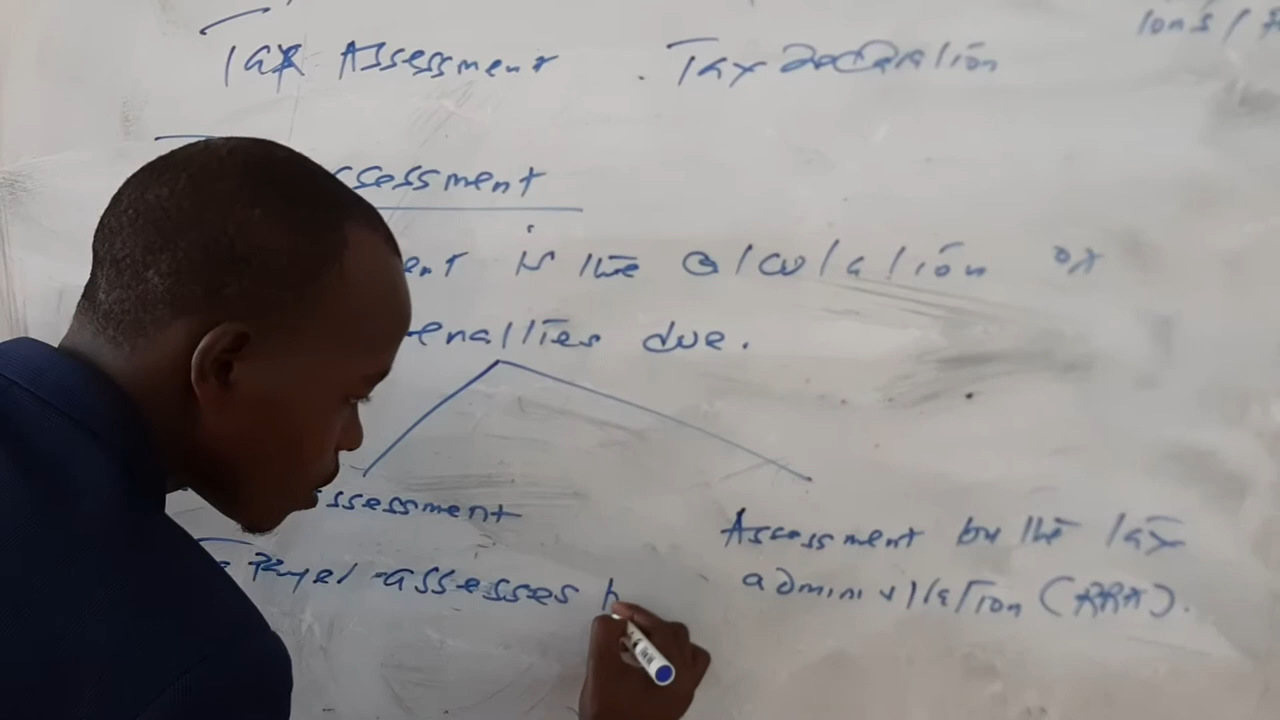 Tax Assessment Tax Declaration
ssessment
ent is the calculation of
enalties due.
ssessment
Assessment by the tax
Payer assesses h
administration (RRA).